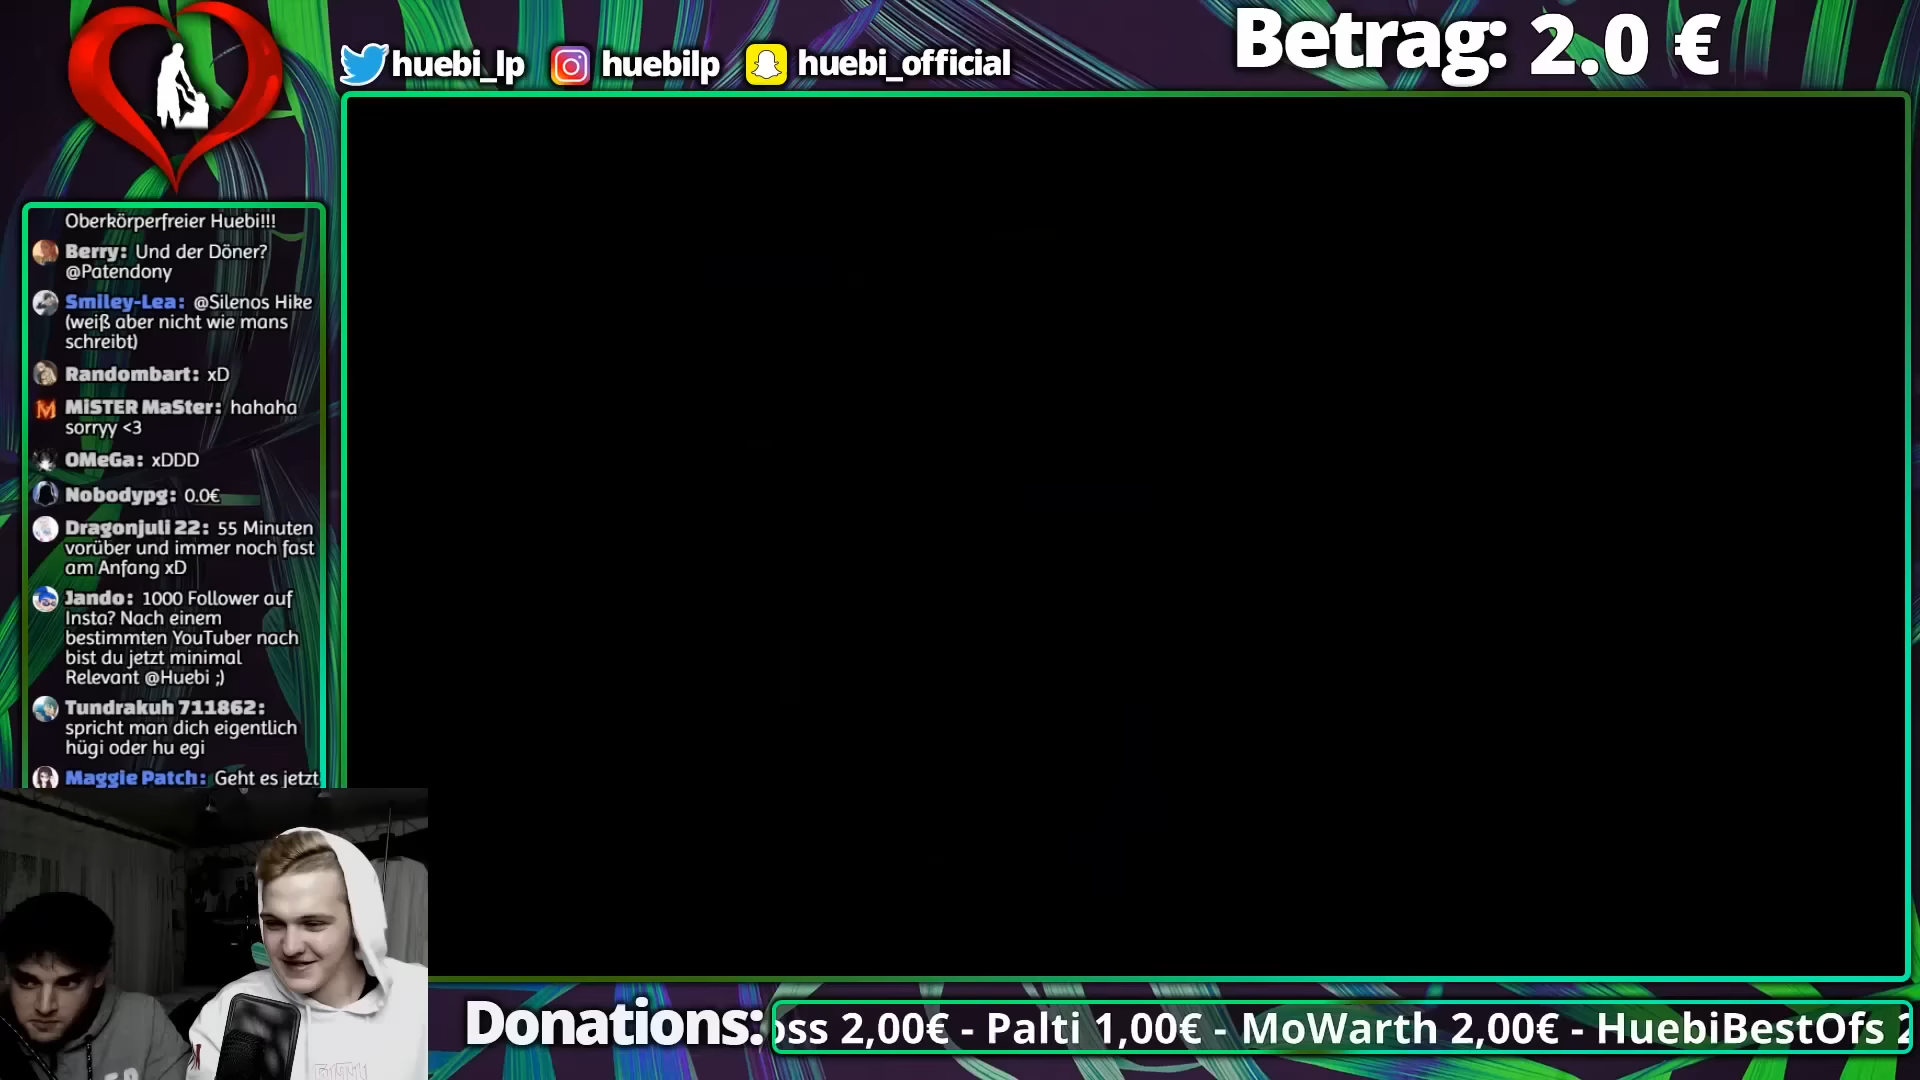 huebi_lp huebilp huebi_official
Betrag: 2.0 €
Oberkörperfreier Huebi!!!
Berry: Und der Döner?
@Patendony
Smiley-Lea: @Silenos Hike
(weiß aber nicht wie mans
schreibt)
Randombart: xD
MiSTER MaSter: hahaha
sorryy <3
OMeGa: xDDD
Nobodypg: 0.0€
Dragonjuli 22: 55 Minuten
vorüber und immer noch fast
am Anfang xD
Jando: 1000 Follower auf
Insta? Nach einem
bestimmten YouTuber nach
bist du jetzt minimal
Relevant @Huebi ;)
Tundrakuh 711862:
spricht man dich eigentlich
hügi oder hu egi
Maggie Patch: Geht es jetzt
Donations: oss 2,00€ - Palti 1,00€ - MoWarth 2,00€ - HuebiBestOfs 2